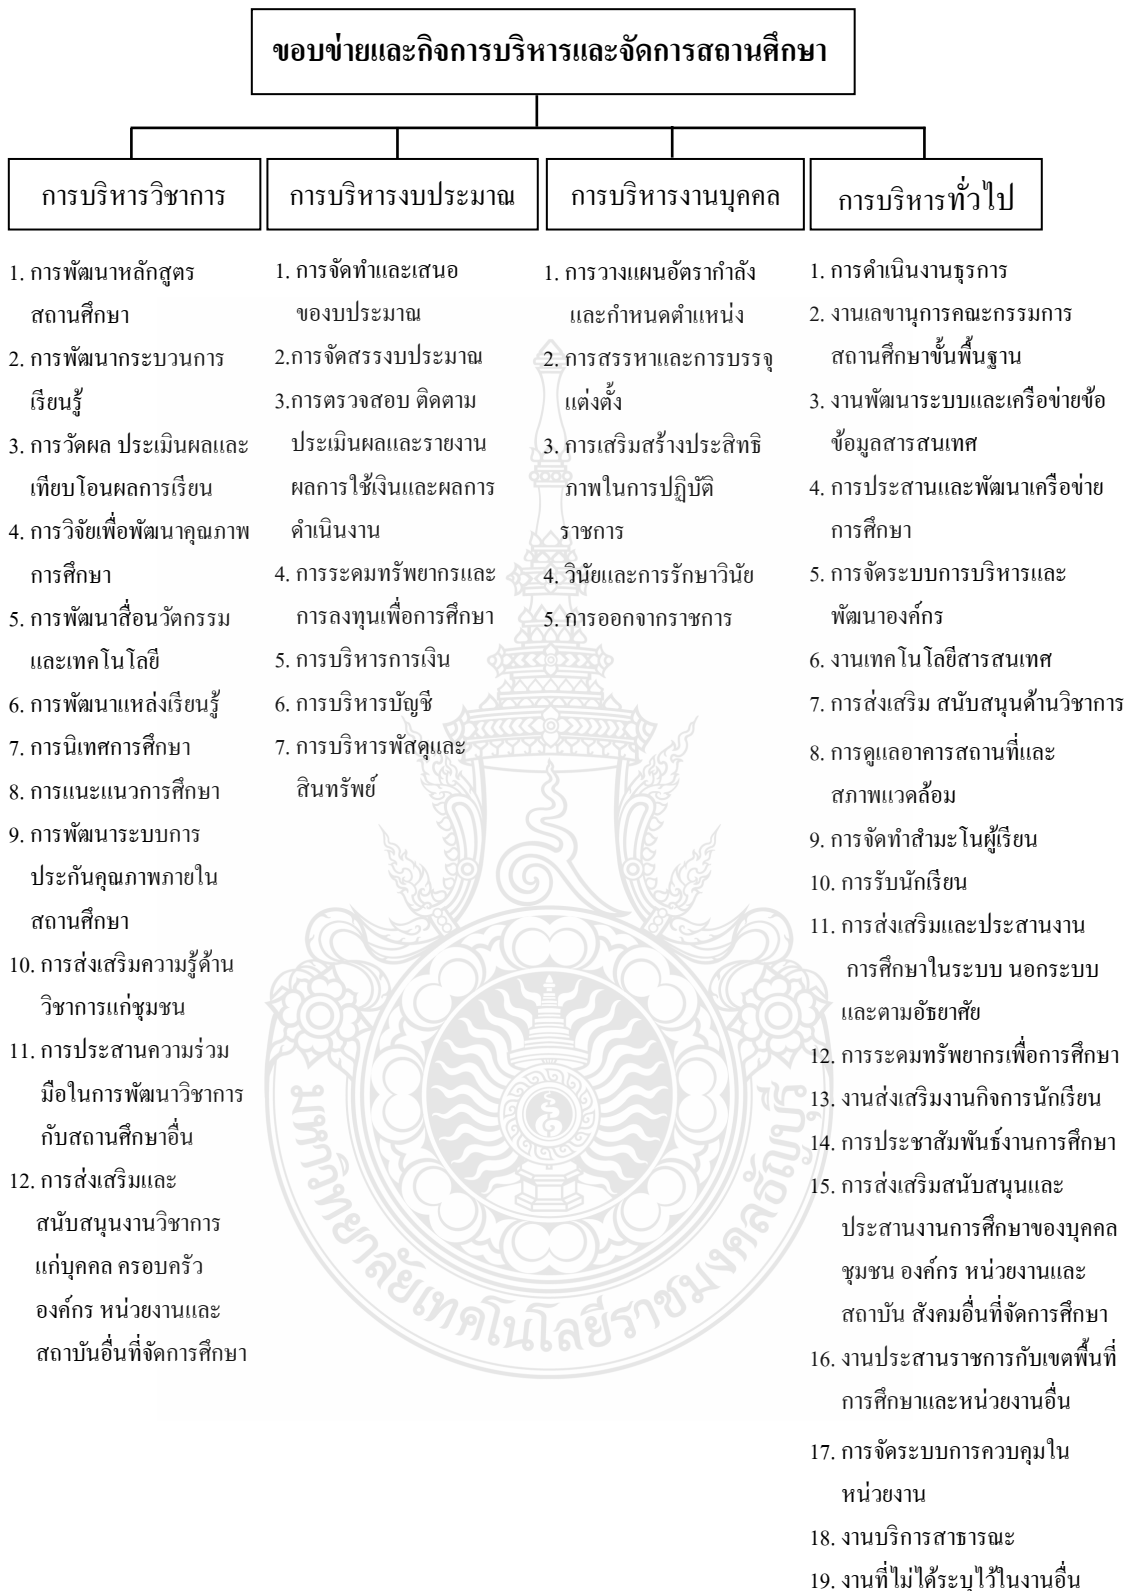 ขอบข่ายและกิจการบริหารและจัดการสถานศึกษา
การบริหารวิชาการ
1. การพัฒนาหลักสูตร
สถานศึกษา
2. การพัฒนากระบวนการ
เรียนรู้
3. การวัดผล ประเมินผลและ
เทียบโอนผลการเรียน
4. การวิจัยเพื่อพัฒนาคุณภาพ
การศึกษา
5. การพัฒนาสื่อนวัตกรรม
และเทคโนโลยี
6. การพัฒนาแหล่งเรียนรู้
7. การนิเทศการศึกษา
8. การแนะแนวการศึกษา
9. การพัฒนาระบบการ
ประกันคุณภาพภายใน
สถานศึกษา
10. การส่งเสริมความรู้ด้าน
วิชาการแก่ชุมชน
11. การประสานความร่วม
มือในการพัฒนาวิชาการ
กับสถานศึกษาอื่น
12. การส่งเสริมและ
สนับสนุนงานวิชาการ
แก่บุคคล ครอบครัว
องค์กร หน่วยงานและ
สถาบันอื่นที่จัดการศึกษา
การบริหารงบประมาณ
1. การจัดทำและเสนอ
ของบประมาณ
2.การจัดสรรงบประมาณ
3.การตรวจสอบ ติดตาม
ประเมินผลและรายงาน
ผลการใช้เงินและผลการ
ดำเนินงาน
4. การระดมทรัพยากรและ
การลงทุนเพื่อการศึกษา
5. การบริหารการเงิน
6. การบริหารบัญชี
7. การบริหารพัสดุและ
สินทรัพย์
การบริหารงานบุคคล
1. การวางแผนอัตรากำลัง
และกำหนดตำแหน่ง
2. การสรรหาและการบรรจุ
แต่งตั้ง
3. การเสริมสร้างประสิทธิ
ภาพในการปฏิบัติ
ราชการ
4. วินัยและการรักษาวินัย
5. การออกจากราชการ
การบริหารทั่วไป
1. การดำเนินงานธุรการ
2. งานเลขานุการคณะกรรมการ
สถานศึกษาขั้นพื้นฐาน
3. งานพัฒนาระบบและเครือข่ายข้อ
ข้อมูลสารสนเทศ
4. การประสานและพัฒนาเครือข่าย
การศึกษา
5. การจัดระบบการบริหารและ
พัฒนาองค์กร
6. งานเทคโนโลยีสารสนเทศ
7. การส่งเสริม สนับสนุนด้านวิชาการ
8. การดูแลอาคารสถานที่และ
สภาพแวดล้อม
9. การจัดทำสำมะโนผู้เรียน
10. การรับนักเรียน
11. การส่งเสริมและประสานงาน
การศึกษาในระบบ นอกระบบ
และตามอัธยาศัย
12. การระดมทรัพยากรเพื่อการศึกษา
13. งานส่งเสริมงานกิจการนักเรียน
14. การประชาสัมพันธ์งานการศึกษา
15. การส่งเสริมสนับสนุนและ
ประสานงานการศึกษาของบุคคล
ชุมชน องค์กร หน่วยงานและ
สถาบัน สังคมอื่นที่จัดการศึกษา
16. งานประสานราชการกับเขตพื้นที่
การศึกษาและหน่วยงานอื่น
17. การจัดระบบการควบคุมใน
หน่วยงาน
18. งานบริการสาธารณะ
19. งานที่ไม่ได้ระบุไว้ในงานอื่น
มหาวิทยาลัยเทคโนโลยีราชมงคลธัญบุรี